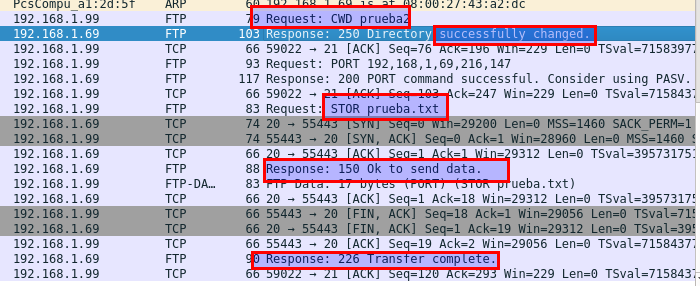 PcsCompu_a1:2d:5f ARP 60 192.168.1.69 is at 08:00:27:43:a2:dc
192.168.1.99 FTP 79 Request: CWD prueba2
192.168.1.69 FTP 103 Response: 250 Directory successfully changed.
192.168.1.99 TCP 66 59022 → 21 [ACK] Seq=76 Ack=196 Win=229 Len=0 TSval=71583977
192.168.1.69 FTP 93 Request: PORT 192,168,1,69,216,147
192.168.1.69 FTP 117 Response: 200 PORT command successful. Consider using PASV.
192.168.1.99 TCP 66 59022 → 21 [ACK] Seq=103 Ack=247 Win=229 Len=0 TSval=7158437
192.168.1.99 FTP 83 Request: STOR prueba.txt
192.168.1.69 TCP 74 20 → 55443 [SYN] Seq=0 Win=29200 Len=0 MSS=1460 SACK_PERM=1
192.168.1.99 TCP 74 55443 → 20 [SYN, ACK] Seq=0 Ack=1 Win=28960 Len=0 MSS=1460 S
192.168.1.69 TCP 66 20 → 55443 [ACK] Seq=1 Ack=1 Win=29312 Len=0 TSval=395731751
192.168.1.69 FTP 88 Response: 150 Ok to send data.
192.168.1.99 FTP-DA… 83 FTP Data: 17 bytes (PORT) (STOR prueba.txt)
192.168.1.69 TCP 66 20 → 55443 [ACK] Seq=1 Ack=18 Win=29312 Len=0 TSval=39573175
192.168.1.99 TCP 66 55443 → 20 [FIN, ACK] Seq=18 Ack=1 Win=29056 Len=0 TSval=715
192.168.1.69 TCP 66 20 → 55443 [FIN, ACK] Seq=1 Ack=19 Win=29312 Len=0 TSval=395
192.168.1.99 TCP 66 55443 → 20 [ACK] Seq=19 Ack=2 Win=29056 Len=0 TSval=71584377
192.168.1.69 FTP 90 Response: 226 Transfer complete.
192.168.1.99 TCP 66 59022 → 21 [ACK] Seq=120 Ack=293 Win=229 Len=0 TSval=7158437